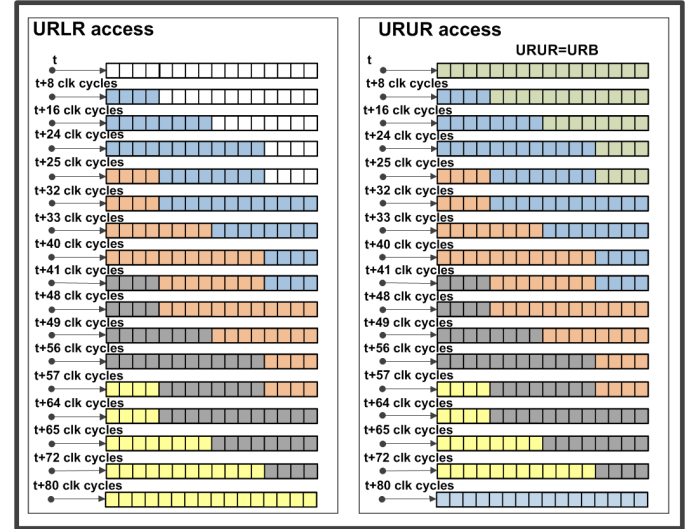 URLR access
t
t+8 clk cycles
t+16 clk cycles
t+24 clk cycles
t+25 clk cycles
t+32 clk cycles
t+33 clk cycles
t+40 clk cycles
t+41 clk cycles
t+48 clk cycles
t+49 clk cycles
t+56 clk cycles
t+57 clk cycles
t+64 clk cycles
t+65 clk cycles
t+72 clk cycles
t+80 clk cycles
URUR access
URUR=URB
t
t+8 clk cycles
t+16 clk cycles
t+24 clk cycles
t+25 clk cycles
t+32 clk cycles
t+33 clk cycles
t+40 clk cycles
t+41 clk cycles
t+48 clk cycles
t+49 clk cycles
t+56 clk cycles
t+57 clk cycles
t+64 clk cycles
t+65 clk cycles
t+72 clk cycles
t+80 clk cycles